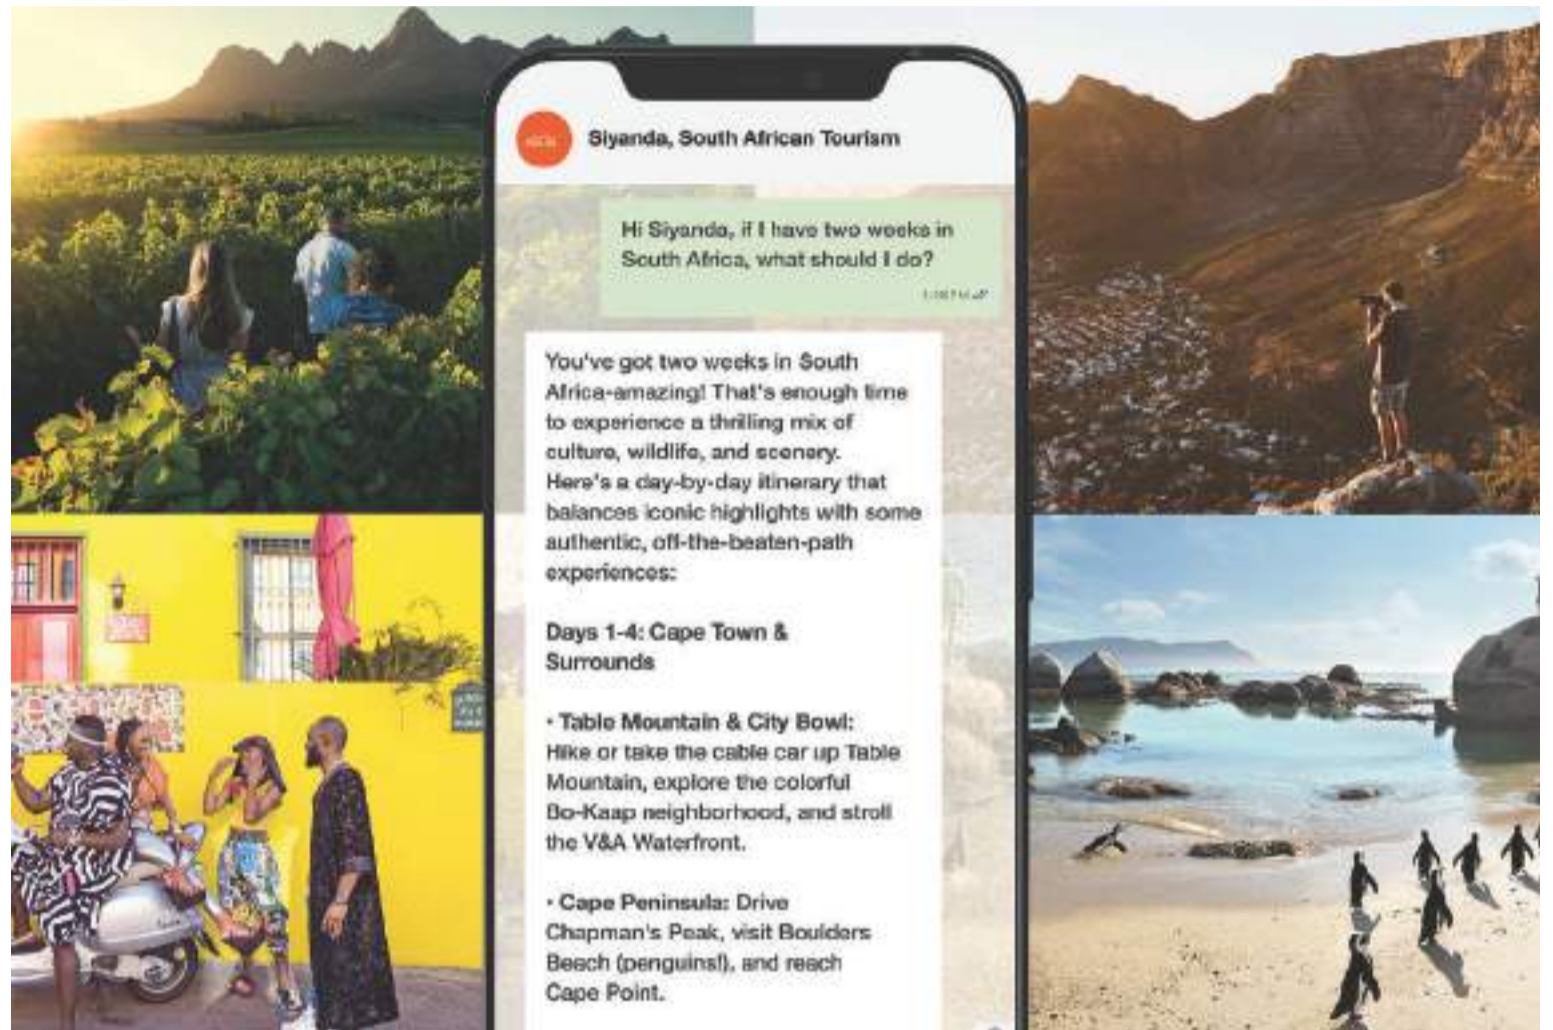 Siyanda, South African Tourism
Hi Siyanda, if I have two weeks in
South Africa, what should I do?
You've got two weeks in South
Africa-amazing! That's enough time
to experience a thrilling mix of
culture, wildlife, and scenery.
Here's a day-by-day itinerary that
balances iconic highlights with some
authentic, off-the-beaten-path
experiences:
Days 1-4: Cape Town &
Surrounds
• Table Mountain & City Bowl:
Hike or take the cable car up Table
Mountain, explore the colorful
Bo-Kaap neighborhood, and stroll
the V&A Waterfront.
• Cape Peninsula: Drive
Chapman's Peak, visit Boulders
Beach (penguins!), and reach
Cape Point.